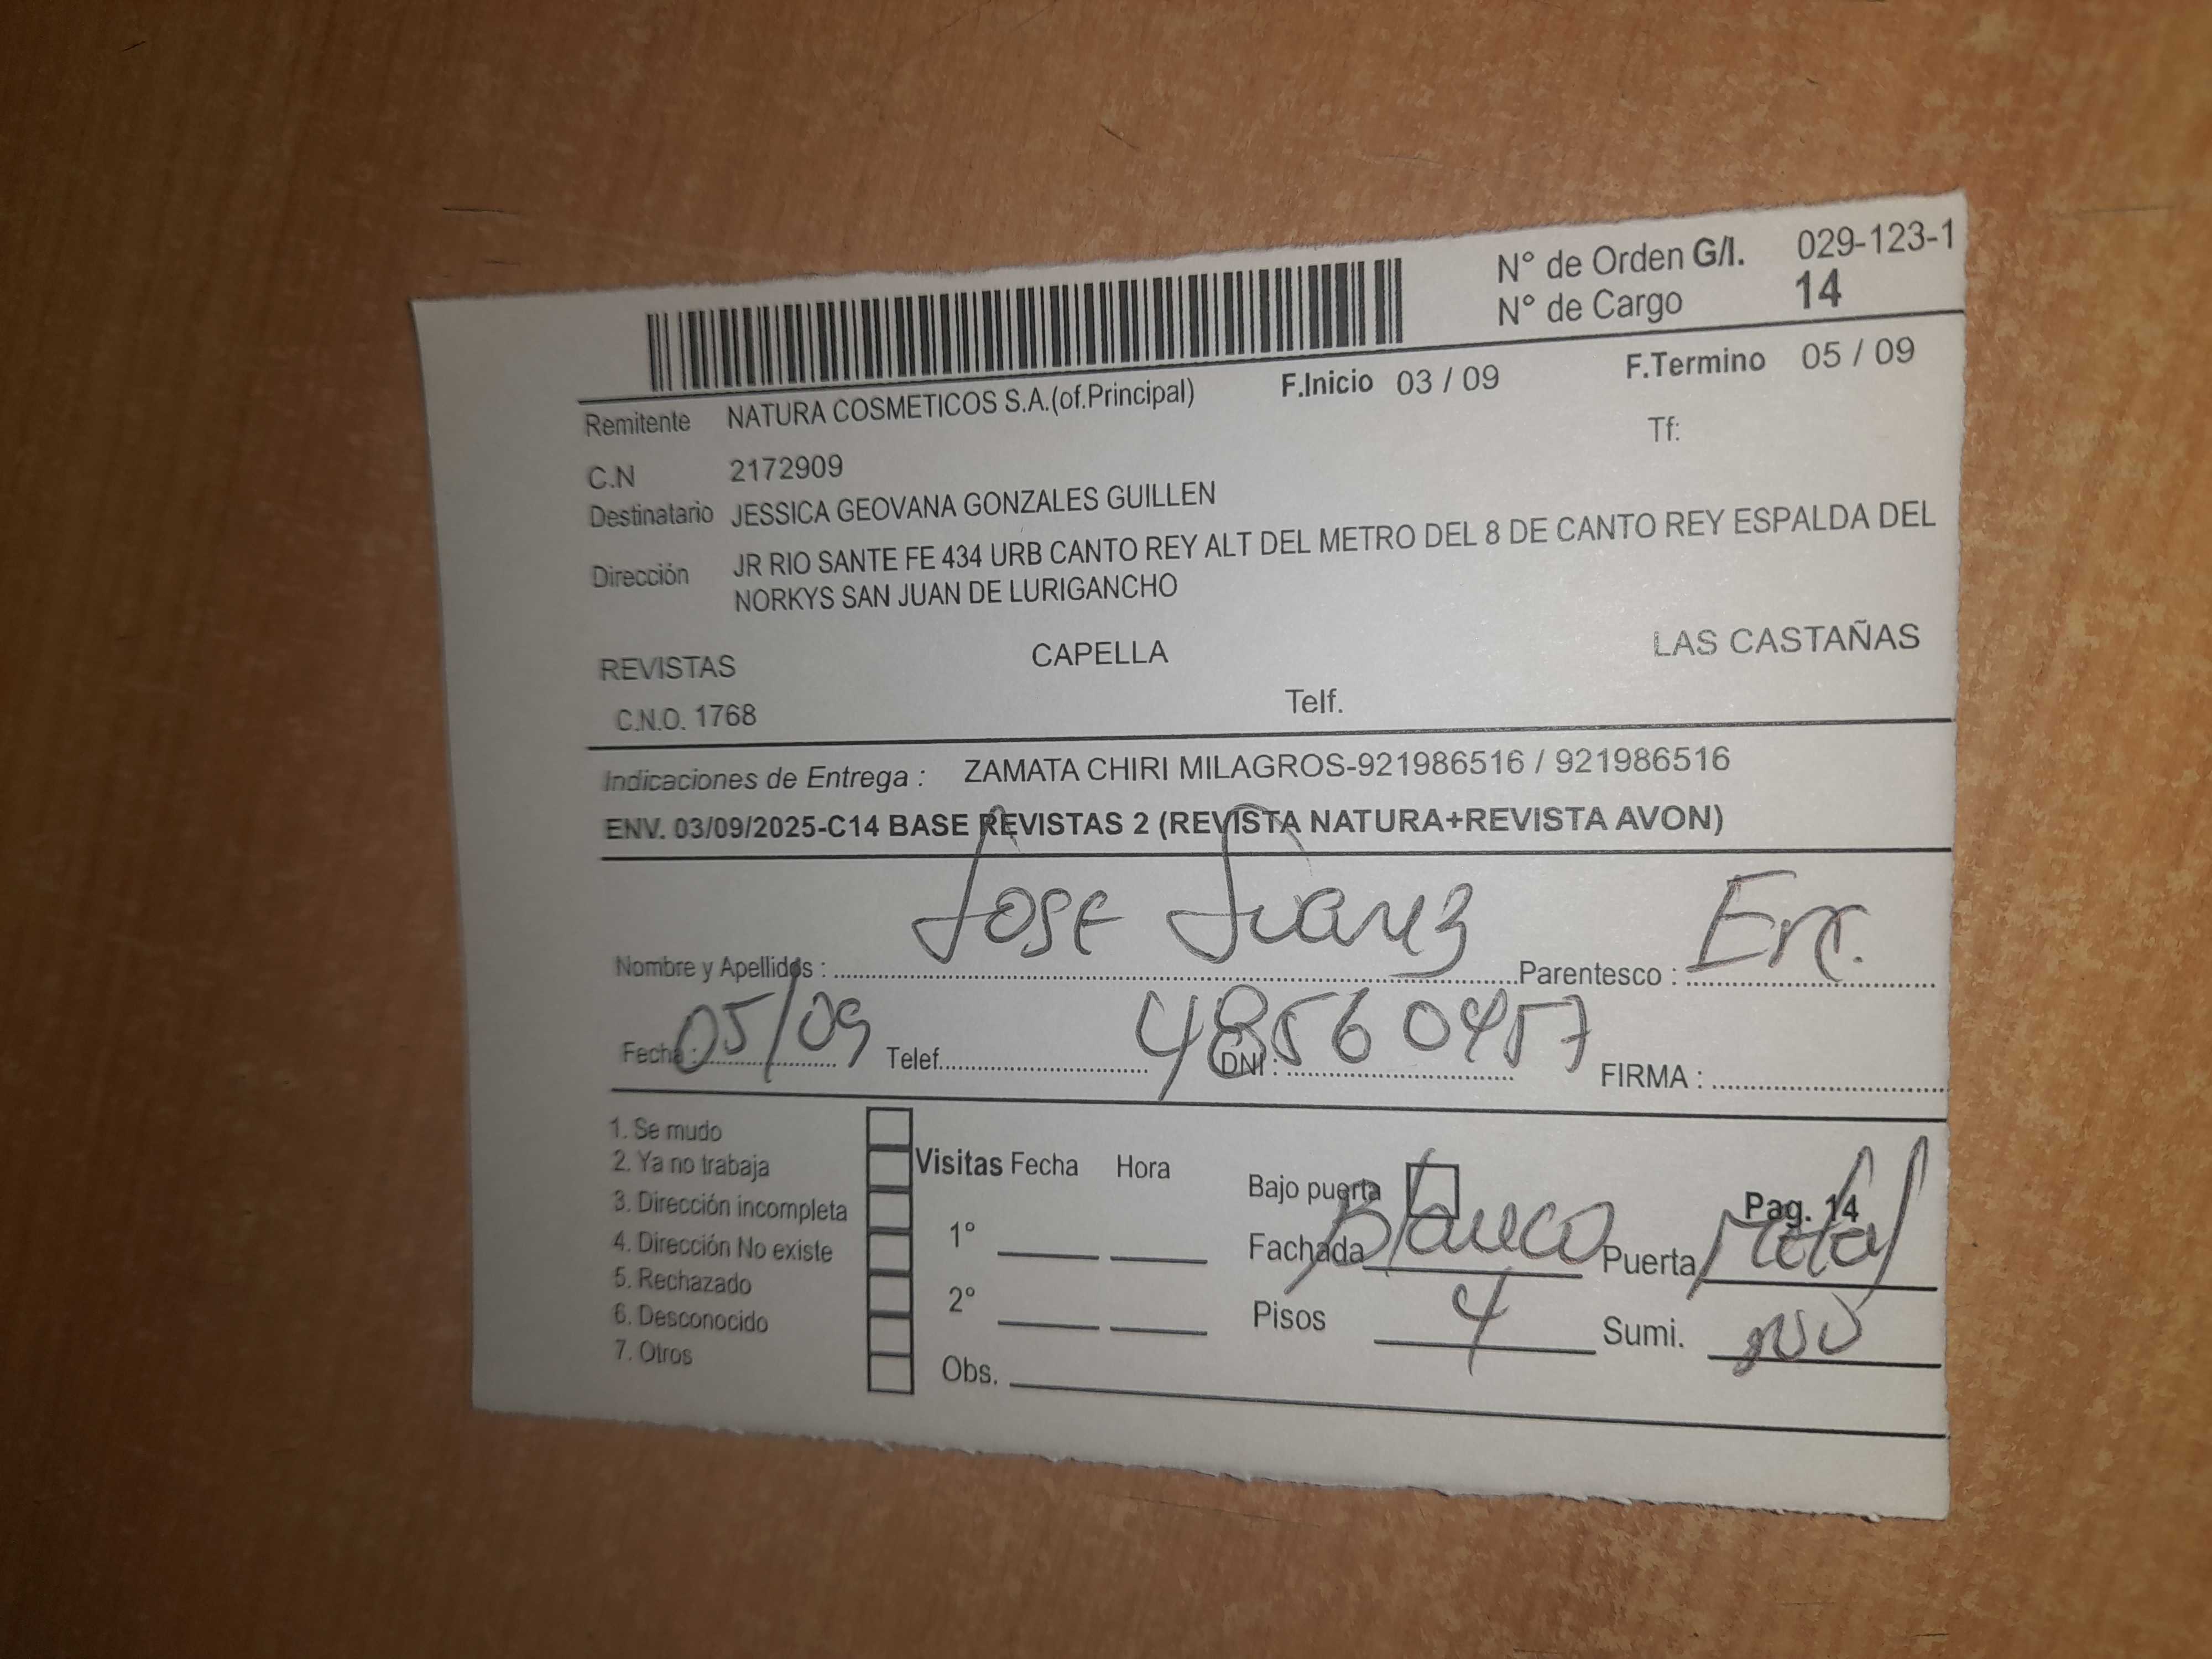 N° de Orden G/I. 029-123-1
N° de Cargo 14
Remitente NATURA COSMETICOS S.A.(of.Principal) F.Inicio 03 / 09 F.Termino 05 / 09
Tf:
C.N 2172909
Destinatario JESSICA GEOVANA GONZALES GUILLEN
Dirección JR RIO SANTE FE 434 URB CANTO REY ALT DEL METRO DEL 8 DE CANTO REY ESPALDA DEL
NORKYS SAN JUAN DE LURIGANCHO
REVISTAS CAPELLA LAS CASTAÑAS
C.N.O. 1768 Telf.
Indicaciones de Entrega : ZAMATA CHIRI MILAGROS-921986516 / 921986516
ENV. 03/09/2025-C14 BASE REVISTAS 2 (REVISTA NATURA+REVISTA AVON)
Nombre y Apellidos : Jose Juarez Parentesco : Enc.
Fecha : 05/09 Telef. DNI : 48560457 FIRMA :
1. Se mudo
2. Ya no trabaja
3. Dirección incompleta
4. Dirección No existe
5. Rechazado
6. Desconocido
7. Otros
Visitas Fecha Hora
1°
2°
Obs.
Bajo puerta Pag. 14
Fachada Blanco Puerta Metal
Pisos 4 Sumi.